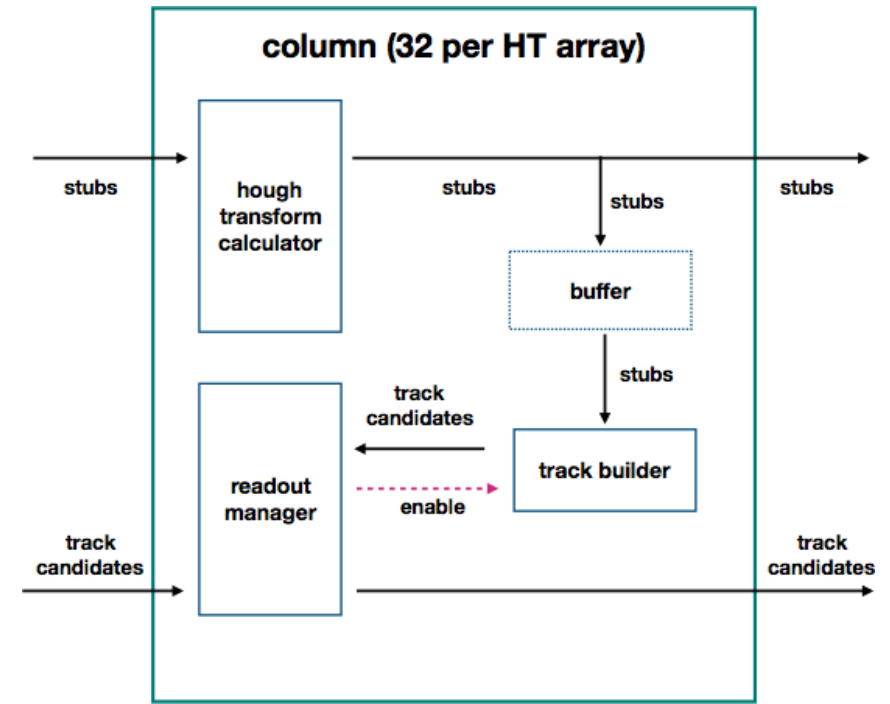 column (32 per HT array)
stubs
hough
transform
calculator
stubs
stubs
stubs
buffer
stubs
track
candidates
readout
manager
enable
track builder
track
candidates
track
candidates